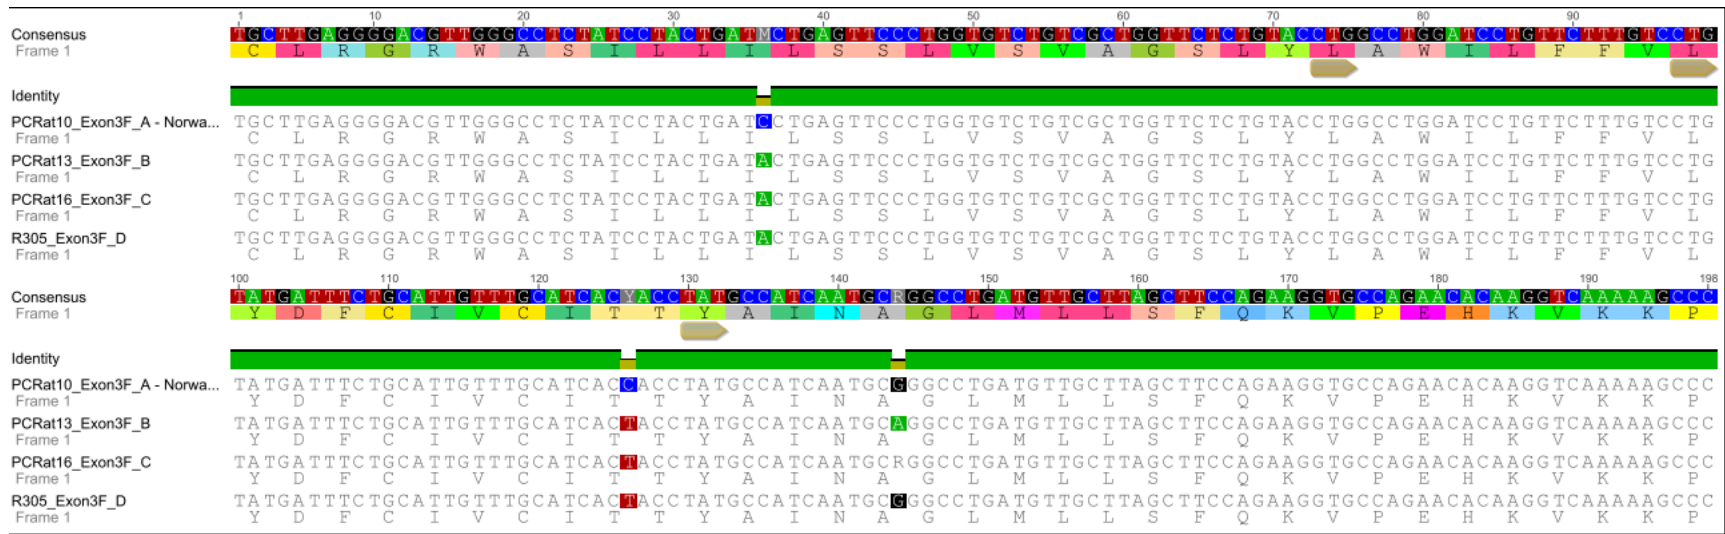 1 10 20 30 40 50 60 70 80 90
Consensus TGCTTGAGGGGACGTTGGGCCTCTATCCTACTGATMCTGAGTTCCCTGGTGTCTGTCGCTGGTTCTCTGTACCTGGCCTGGATCCTGTTCTTTGTCCTG
Frame 1 C L R G R W A S I L L I L S S L V S V A G S L Y L A W I L F F V L
Identity
PCRat10_Exon3F_A - Norwa... TGCTTGAGGGGACGTTGGGCCTCTATCCTACTGATCCTGAGTTCCCTGGTGTCTGTCGCTGGTTCTCTGTACCTGGCCTGGATCCTGTTCTTTGTCCTG
Frame 1 C L R G R W A S I L L I L S S L V S V A G S L Y L A W I L F F V L
PCRat13_Exon3F_B TGCTTGAGGGGACGTTGGGCCTCTATCCTACTGATACTGAGTTCCCTGGTGTCTGTCGCTGGTTCTCTGTACCTGGCCTGGATCCTGTTCTTTGTCCTG
Frame 1 C L R G R W A S I L L I L S S L V S V A G S L Y L A W I L F F V L
PCRat16_Exon3F_C TGCTTGAGGGGACGTTGGGCCTCTATCCTACTGATACTGAGTTCCCTGGTGTCTGTCGCTGGTTCTCTGTACCTGGCCTGGATCCTGTTCTTTGTCCTG
Frame 1 C L R G R W A S I L L I L S S L V S V A G S L Y L A W I L F F V L
R305_Exon3F_D TGCTTGAGGGGACGTTGGGCCTCTATCCTACTGATACTGAGTTCCCTGGTGTCTGTCGCTGGTTCTCTGTACCTGGCCTGGATCCTGTTCTTTGTCCTG
Frame 1 C L R G R W A S I L L I L S S L V S V A G S L Y L A W I L F F V L
100 110 120 130 140 150 160 170 180 190 198
Consensus TATGATTTCTGCATTGTTTGCATCACYACCTATGCCATCAATGCRGGCCTGATGTTGCTTAGCTTCCAGAAGGTGCCAGAACACAAGGTCAAAAAGCCC
Frame 1 Y D F C I V C I T T Y A I N A G L M L L S F Q K V P E H K V K K P
Identity
PCRat10_Exon3F_A - Norwa... TATGATTTCTGCATTGTTTGCATCACCACCTATGCCATCAATGCGGGCCTGATGTTGCTTAGCTTCCAGAAGGTGCCAGAACACAAGGTCAAAAAGCCC
Frame 1 Y D F C I V C I T T Y A I N A G L M L L S F Q K V P E H K V K K P
PCRat13_Exon3F_B TATGATTTCTGCATTGTTTGCATCACTACCTATGCCATCAATGCAGGCCTGATGTTGCTTAGCTTCCAGAAGGTGCCAGAACACAAGGTCAAAAAGCCC
Frame 1 Y D F C I V C I T T Y A I N A G L M L L S F Q K V P E H K V K K P
PCRat16_Exon3F_C TATGATTTCTGCATTGTTTGCATCACTACCTATGCCATCAATGCRGGCCTGATGTTGCTTAGCTTCCAGAAGGTGCCAGAACACAAGGTCAAAAAGCCC
Frame 1 Y D F C I V C I T T Y A I N A G L M L L S F Q K V P E H K V K K P
R305_Exon3F_D TATGATTTCTGCATTGTTTGCATCACTACCTATGCCATCAATGCGGGCCTGATGTTGCTTAGCTTCCAGAAGGTGCCAGAACACAAGGTCAAAAAGCCC
Frame 1 Y D F C I V C I T T Y A I N A G L M L L S F Q K V P E H K V K K P